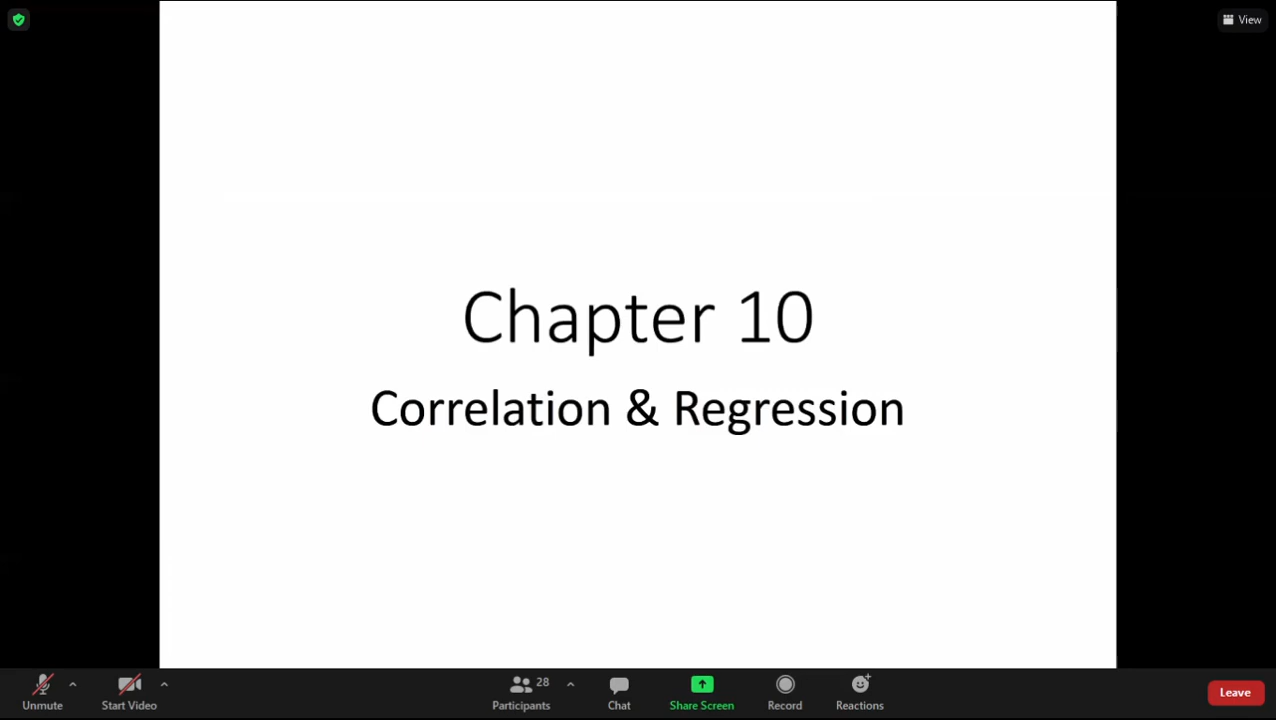 View
Chapter 10
Correlation & Regression
Unmute
Start Video
28
Participants
Chat
Share Screen
Record
Reactions
Leave